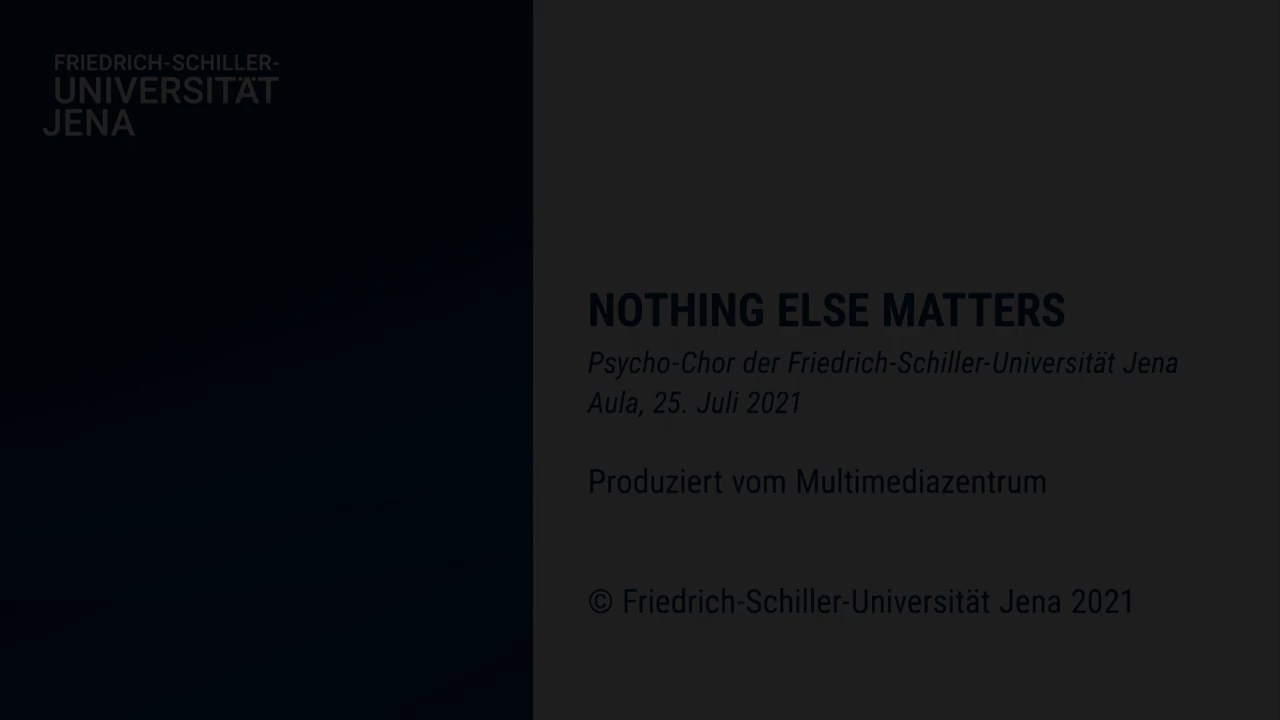 FRIEDRICH-SCHILLER-
UNIVERSITÄT
JENA
NOTHING ELSE MATTERS
Psycho-Chor der Friedrich-Schiller-Universität Jena
Aula, 25. Juli 2021
Produziert vom Multimediazentrum
© Friedrich-Schiller-Universität Jena 2021